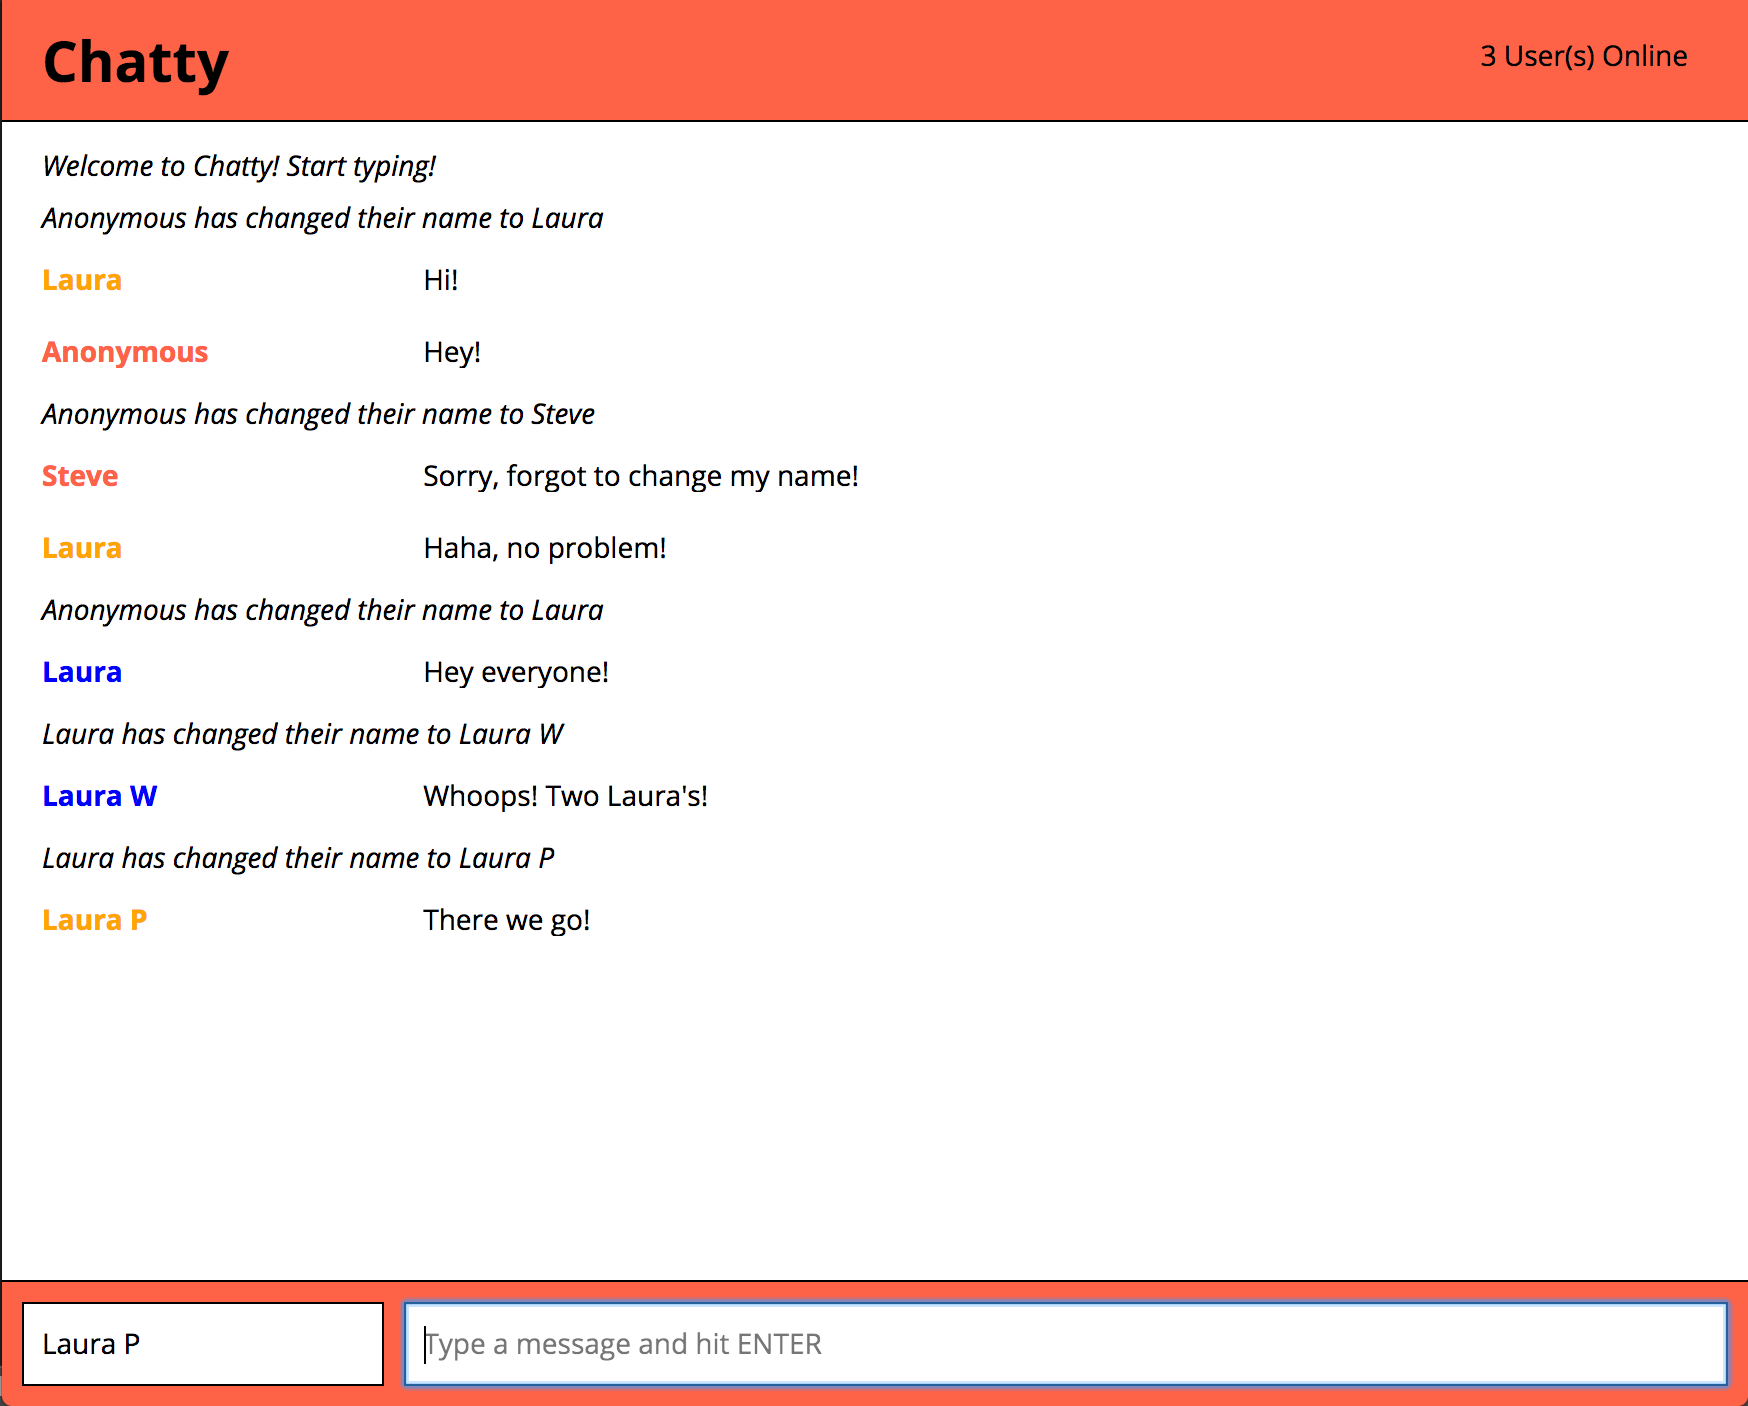 Chatty
3 User(s) Online
Welcome to Chatty! Start typing!
Anonymous has changed their name to Laura
Laura Hi!
Anonymous Hey!
Anonymous has changed their name to Steve
Steve Sorry, forgot to change my name!
Laura Haha, no problem!
Anonymous has changed their name to Laura
Laura Hey everyone!
Laura has changed their name to Laura W
Laura W Whoops! Two Laura's!
Laura has changed their name to Laura P
Laura P There we go!
Laura P
Type a message and hit ENTER